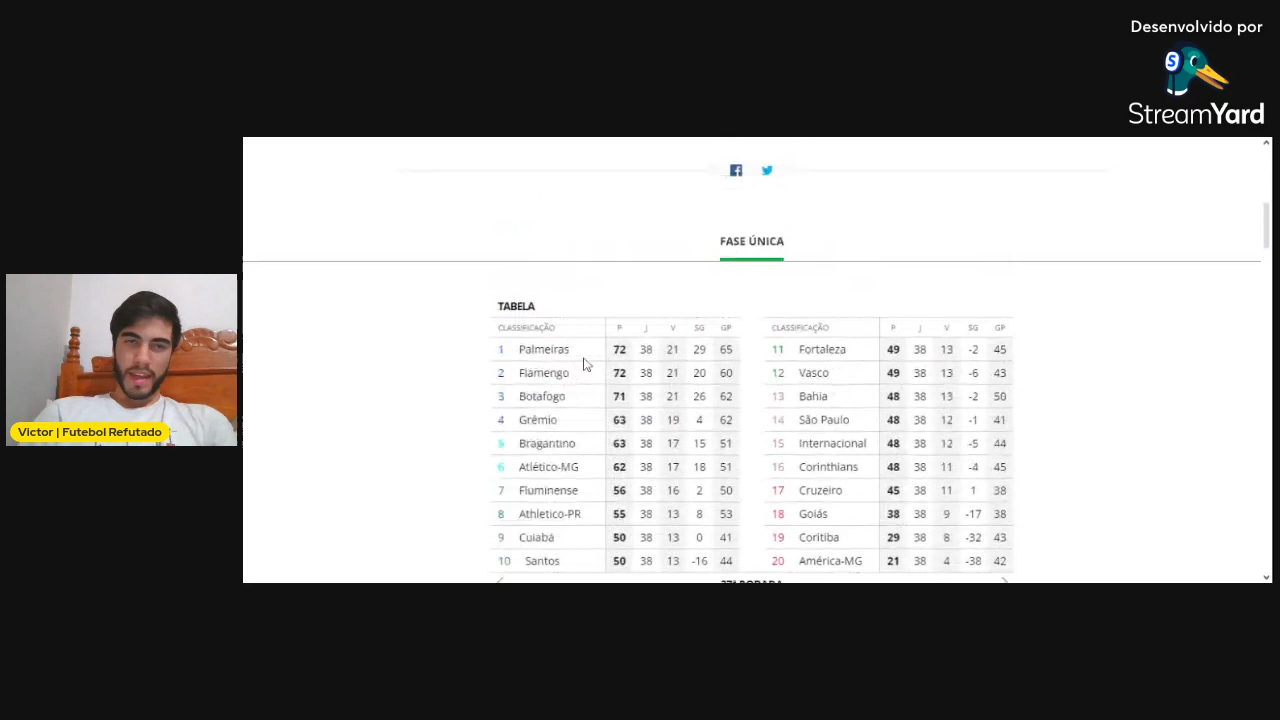 Desenvolvido por
StreamYard
FASE ÚNICA
TABELA
CLASSIFICAÇÃO P J V SG GP
1 Palmeiras 72 38 21 29 65
2 Flamengo 72 38 21 20 60
3 Botafogo 71 38 21 26 62
4 Grêmio 63 38 19 4 62
5 Bragantino 63 38 17 15 51
6 Atlético-MG 62 38 17 18 51
7 Fluminense 56 38 16 2 50
8 Athletico-PR 55 38 13 8 53
9 Cuiabá 50 38 13 0 41
10 Santos 50 38 13 -16 44
CLASSIFICAÇÃO P J V SG GP
11 Fortaleza 49 38 13 -2 45
12 Vasco 49 38 13 -6 43
13 Bahia 48 38 13 -2 50
14 São Paulo 48 38 12 -1 41
15 Internacional 48 38 12 -5 44
16 Corinthians 48 38 11 -4 45
17 Cruzeiro 45 38 11 1 38
18 Goiás 38 38 9 -17 38
19 Coritiba 29 38 8 -32 43
20 América-MG 21 38 4 -38 42
Victor | Futebol Refutado